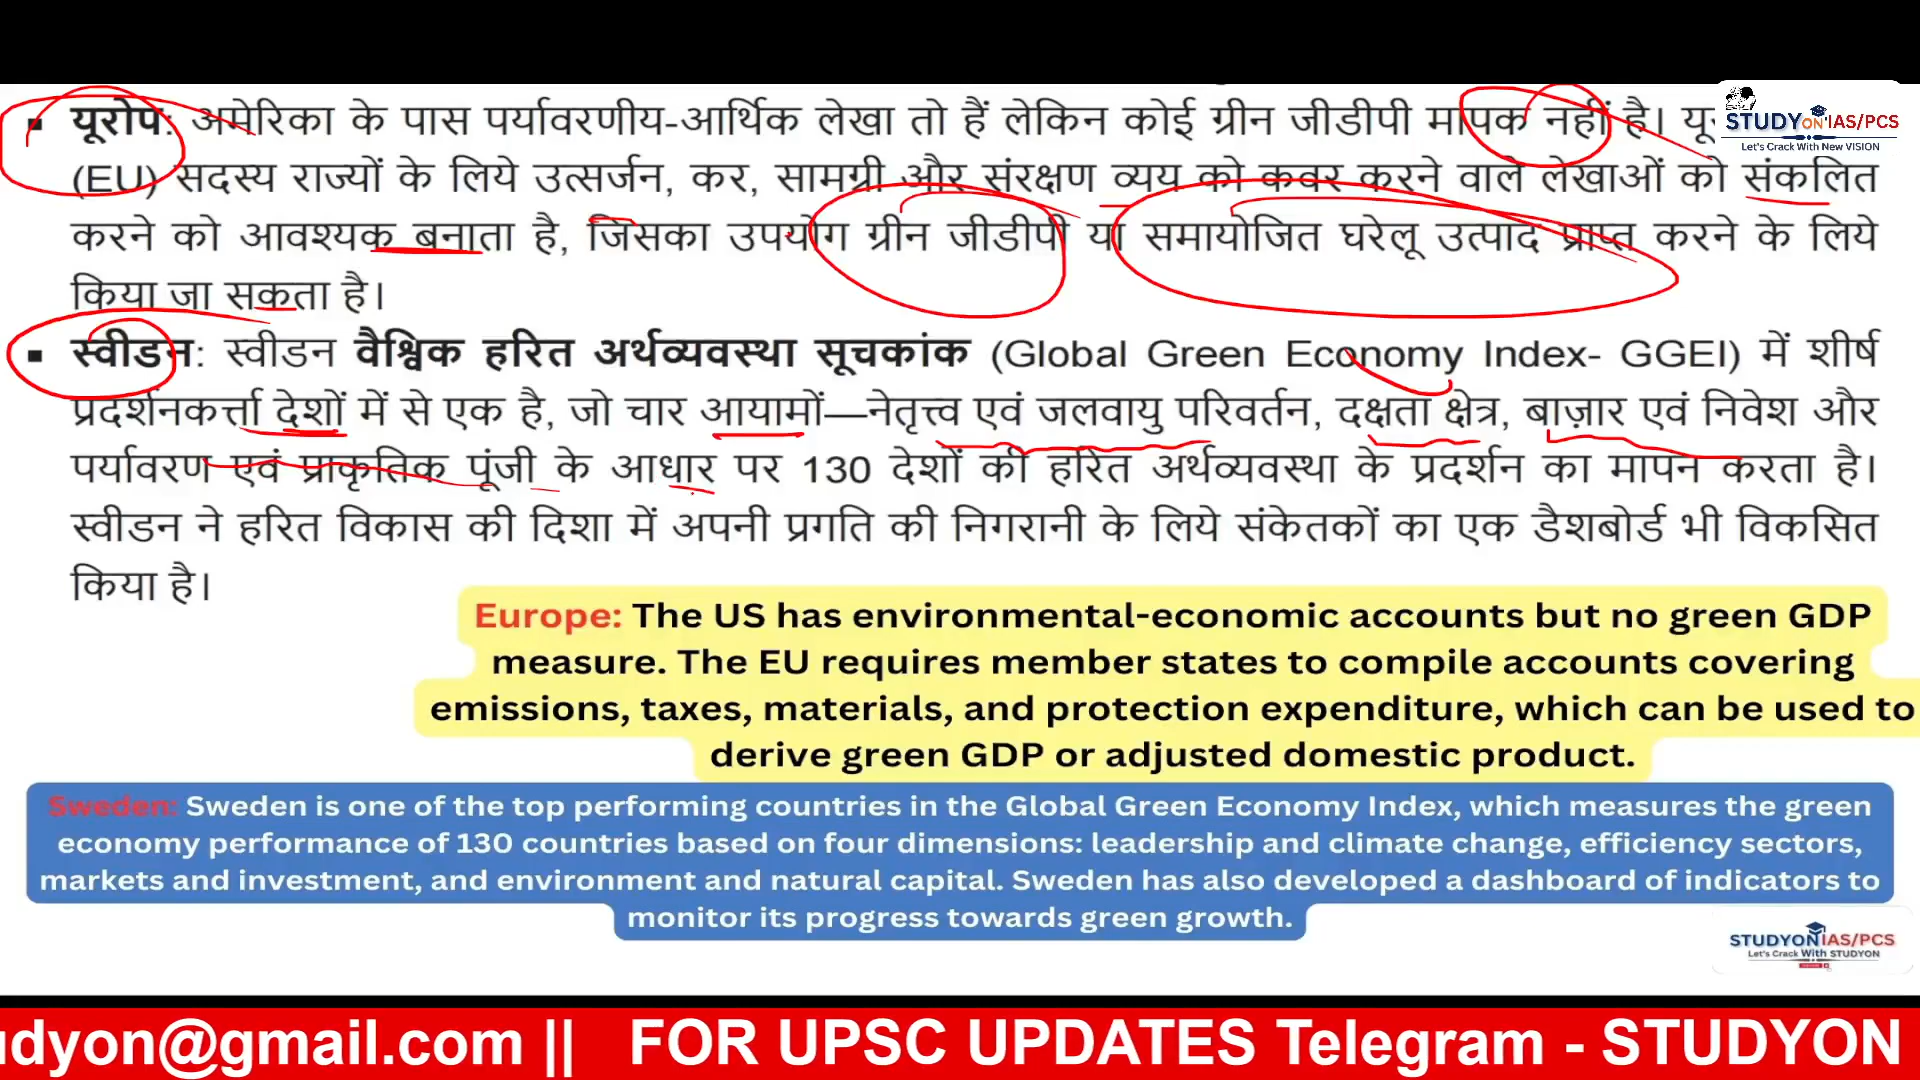 ▪ यूरोप: अमेरिका के पास पर्यावरणीय-आर्थिक लेखा तो हैं लेकिन कोई ग्रीन जीडीपी मापक नहीं है।
STUDYON IAS/PCS
Let's Crack With New VISION
(EU) सदस्य राज्यों के लिये उत्सर्जन, कर, सामग्री और संरक्षण व्यय को कवर करने वाले लेखाओं को संकलित
करने को आवश्यक बनाता है, जिसका उपयोग ग्रीन जीडीपी या समायोजित घरेलू उत्पाद प्राप्त करने के लिये
किया जा सकता है।
▪ स्वीडन: स्वीडन वैश्विक हरित अर्थव्यवस्था सूचकांक (Global Green Economy Index- GGEI) में शीर्ष
प्रदर्शनकर्त्ता देशों में से एक है, जो चार आयामों—नेतृत्त्व एवं जलवायु परिवर्तन, दक्षता क्षेत्र, बाज़ार एवं निवेश और
पर्यावरण एवं प्राकृतिक पूंजी के आधार पर 130 देशों की हरित अर्थव्यवस्था के प्रदर्शन का मापन करता है।
स्वीडन ने हरित विकास की दिशा में अपनी प्रगति की निगरानी के लिये संकेतकों का एक डैशबोर्ड भी विकसित
किया है।
Europe: The US has environmental-economic accounts but no green GDP
measure. The EU requires member states to compile accounts covering
emissions, taxes, materials, and protection expenditure, which can be used to
derive green GDP or adjusted domestic product.
Sweden: Sweden is one of the top performing countries in the Global Green Economy Index, which measures the green
economy performance of 130 countries based on four dimensions: leadership and climate change, efficiency sectors,
markets and investment, and environment and natural capital. Sweden has also developed a dashboard of indicators to
monitor its progress towards green growth.
STUDYON IAS/PCS
Let's Crack With STUDYON
udyon@gmail.com || FOR UPSC UPDATES Telegram - STUDYON